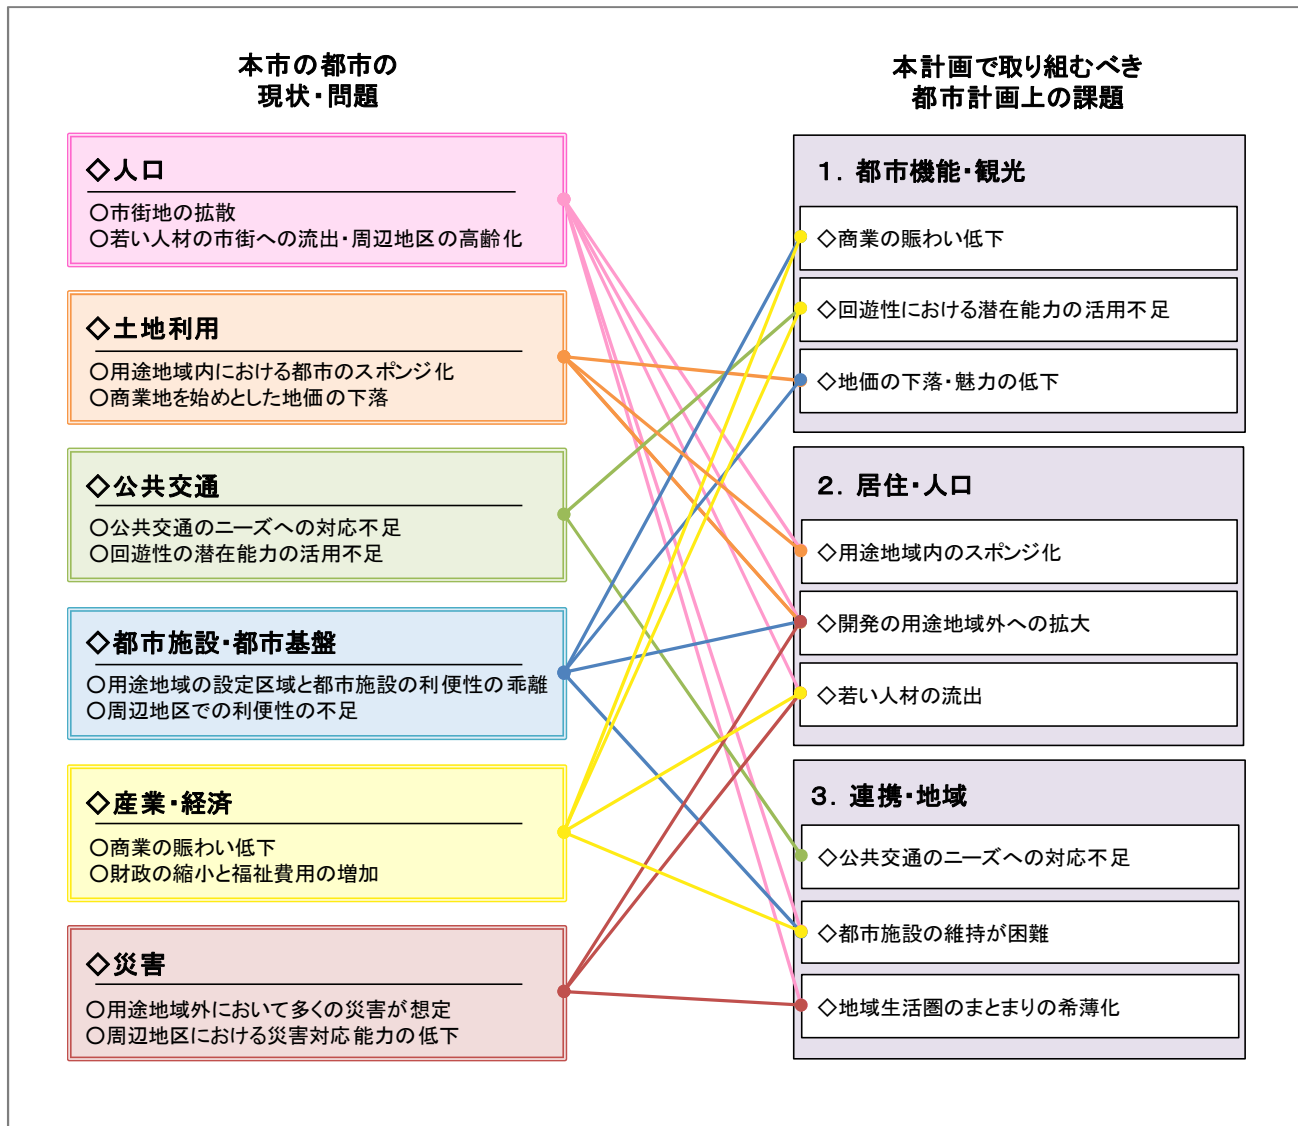 本市の都市の
現状・問題
◇人口
○市街地の拡散
○若い人材の市街への流出・周辺地区の高齢化
◇土地利用
○用途地域内における都市のスポンジ化
○商業地を始めとした地価の下落
◇公共交通
○公共交通のニーズへの対応不足
○回遊性の潜在能力の活用不足
◇都市施設・都市基盤
○用途地域の設定区域と都市施設の利便性の乖離
○周辺地区での利便性の不足
◇産業・経済
○商業の賑わい低下
○財政の縮小と福祉費用の増加
◇災害
○用途地域外において多くの災害が想定
○周辺地区における災害対応能力の低下
本計画で取り組むべき
都市計画上の課題
１．都市機能・観光
◇商業の賑わい低下
◇回遊性における潜在能力の活用不足
◇地価の下落・魅力の低下
２．居住・人口
◇用途地域内のスポンジ化
◇開発の用途地域外への拡大
◇若い人材の流出
３．連携・地域
◇公共交通のニーズへの対応不足
◇都市施設の維持が困難
◇地域生活圏のまとまりの希薄化